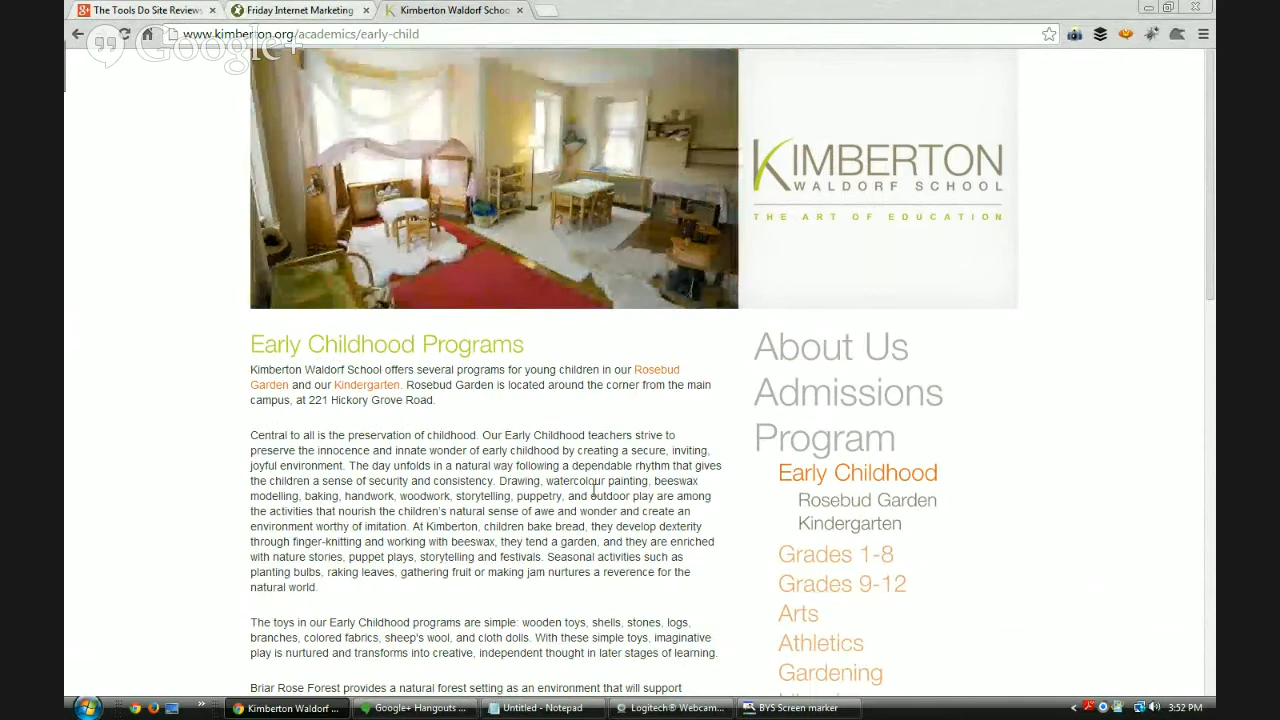 The Tools Do Site Reviews
Friday Internet Marketing
Kimberton Waldorf Schoo
www.kimberton.org/academics/early-child
Google+
KIMBERTON
WALDORF SCHOOL
THE ART OF EDUCATION
Early Childhood Programs
Kimberton Waldorf School offers several programs for young children in our Rosebud
Garden and our Kindergarten. Rosebud Garden is located around the corner from the main
campus, at 221 Hickory Grove Road.
Central to all is the preservation of childhood. Our Early Childhood teachers strive to
preserve the innocence and innate wonder of early childhood by creating a secure, inviting,
joyful environment. The day unfolds in a natural way following a dependable rhythm that gives
the children a sense of security and consistency. Drawing, watercolour painting, beeswax
modelling, baking, handwork, woodwork, storytelling, puppetry, and outdoor play are among
the activities that nourish the children's natural sense of awe and wonder and create an
environment worthy of imitation. At Kimberton, children bake bread, they develop dexterity
through finger-knitting and working with beeswax, they tend a garden, and they are enriched
with nature stories, puppet plays, storytelling and festivals. Seasonal activities such as
planting bulbs, raking leaves, gathering fruit or making jam nurtures a reverence for the
natural world.
The toys in our Early Childhood programs are simple: wooden toys, shells, stones, logs,
branches, colored fabrics, sheep's wool, and cloth dolls. With these simple toys, imaginative
play is nurtured and transforms into creative, independent thought in later stages of learning.
Briar Rose Forest provides a natural forest setting as an environment that will support
About Us
Admissions
Program
Early Childhood
Rosebud Garden
Kindergarten
Grades 1-8
Grades 9-12
Arts
Athletics
Gardening
Kimberton Waldorf ...
Google+ Hangouts ...
Untitled - Notepad
Logitech® Webcam...
BYS Screen marker
3:52 PM